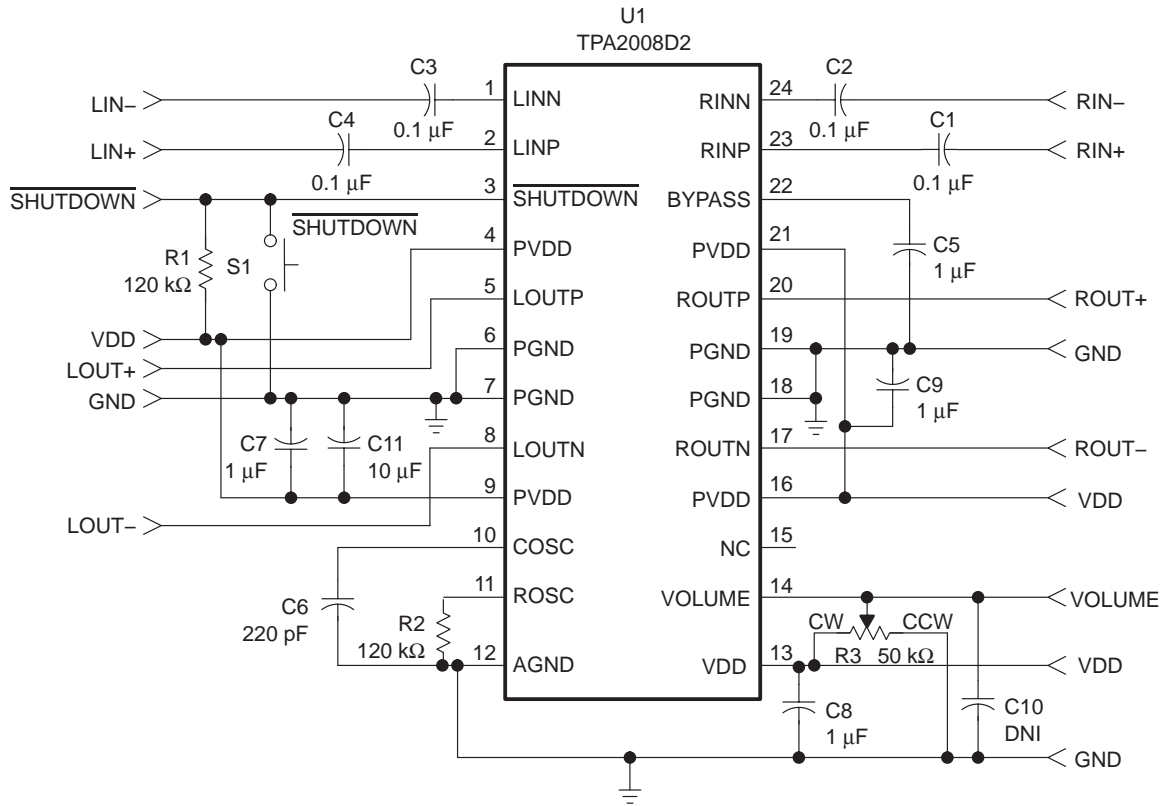 U1
TPA2008D2
LIN−
C3
0.1 µF
1
LINN
RINN
24
C2
0.1 µF
RIN−
LIN+
C4
0.1 µF
2
LINP
RINP
23
C1
0.1 µF
RIN+
SHUTDOWN
3
SHUTDOWN
BYPASS
22
SHUTDOWN
R1
120 kΩ
S1
4
PVDD
PVDD
21
C5
1 µF
5
LOUTP
ROUTP
20
ROUT+
VDD
6
PGND
PGND
19
GND
LOUT+
GND
7
PGND
PGND
18
C9
1 µF
C7
1 µF
C11
10 µF
8
LOUTN
ROUTN
17
ROUT−
9
PVDD
PVDD
16
VDD
LOUT−
10
COSC
NC
15
C6
220 pF
11
ROSC
VOLUME
14
VOLUME
R2
120 kΩ
CW
CCW
R3 50 kΩ
12
AGND
VDD
13
VDD
C8
1 µF
C10
DNI
GND